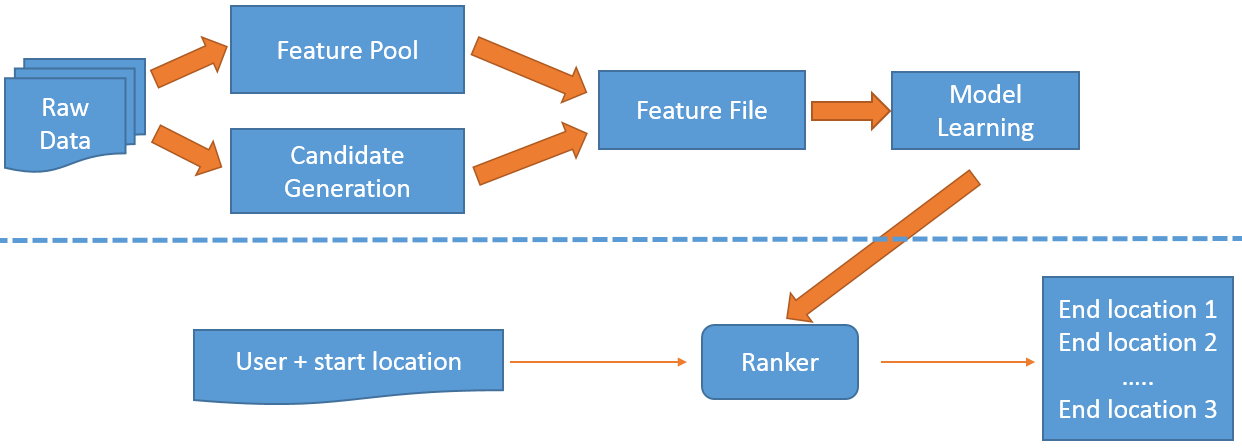 Raw
Data
Feature Pool
Candidate
Generation
Feature File
Model
Learning
User + start location
Ranker
End location 1
End location 2
.....
End location 3